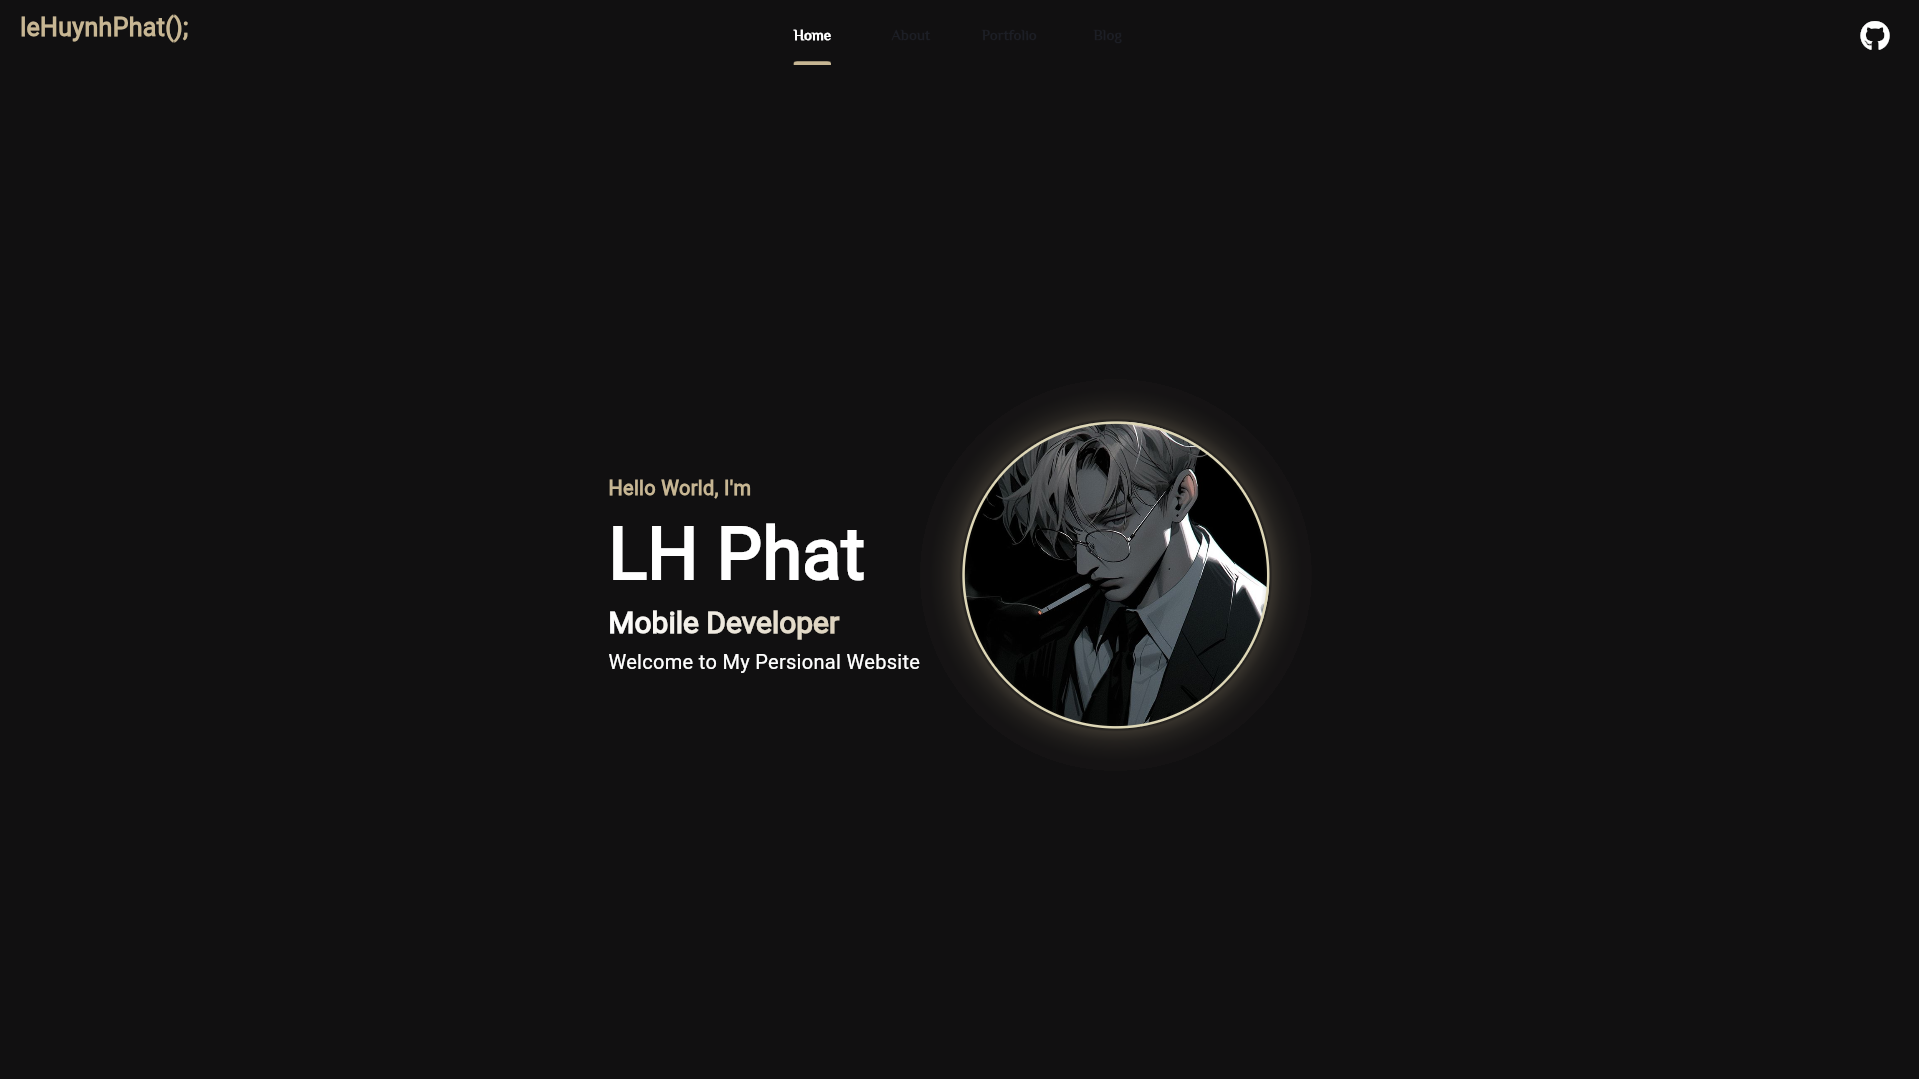 leHuynhPhat();
Home About Portfolio Blog
Hello World, I'm
LH Phat
Mobile Developer
Welcome to My Persional Website